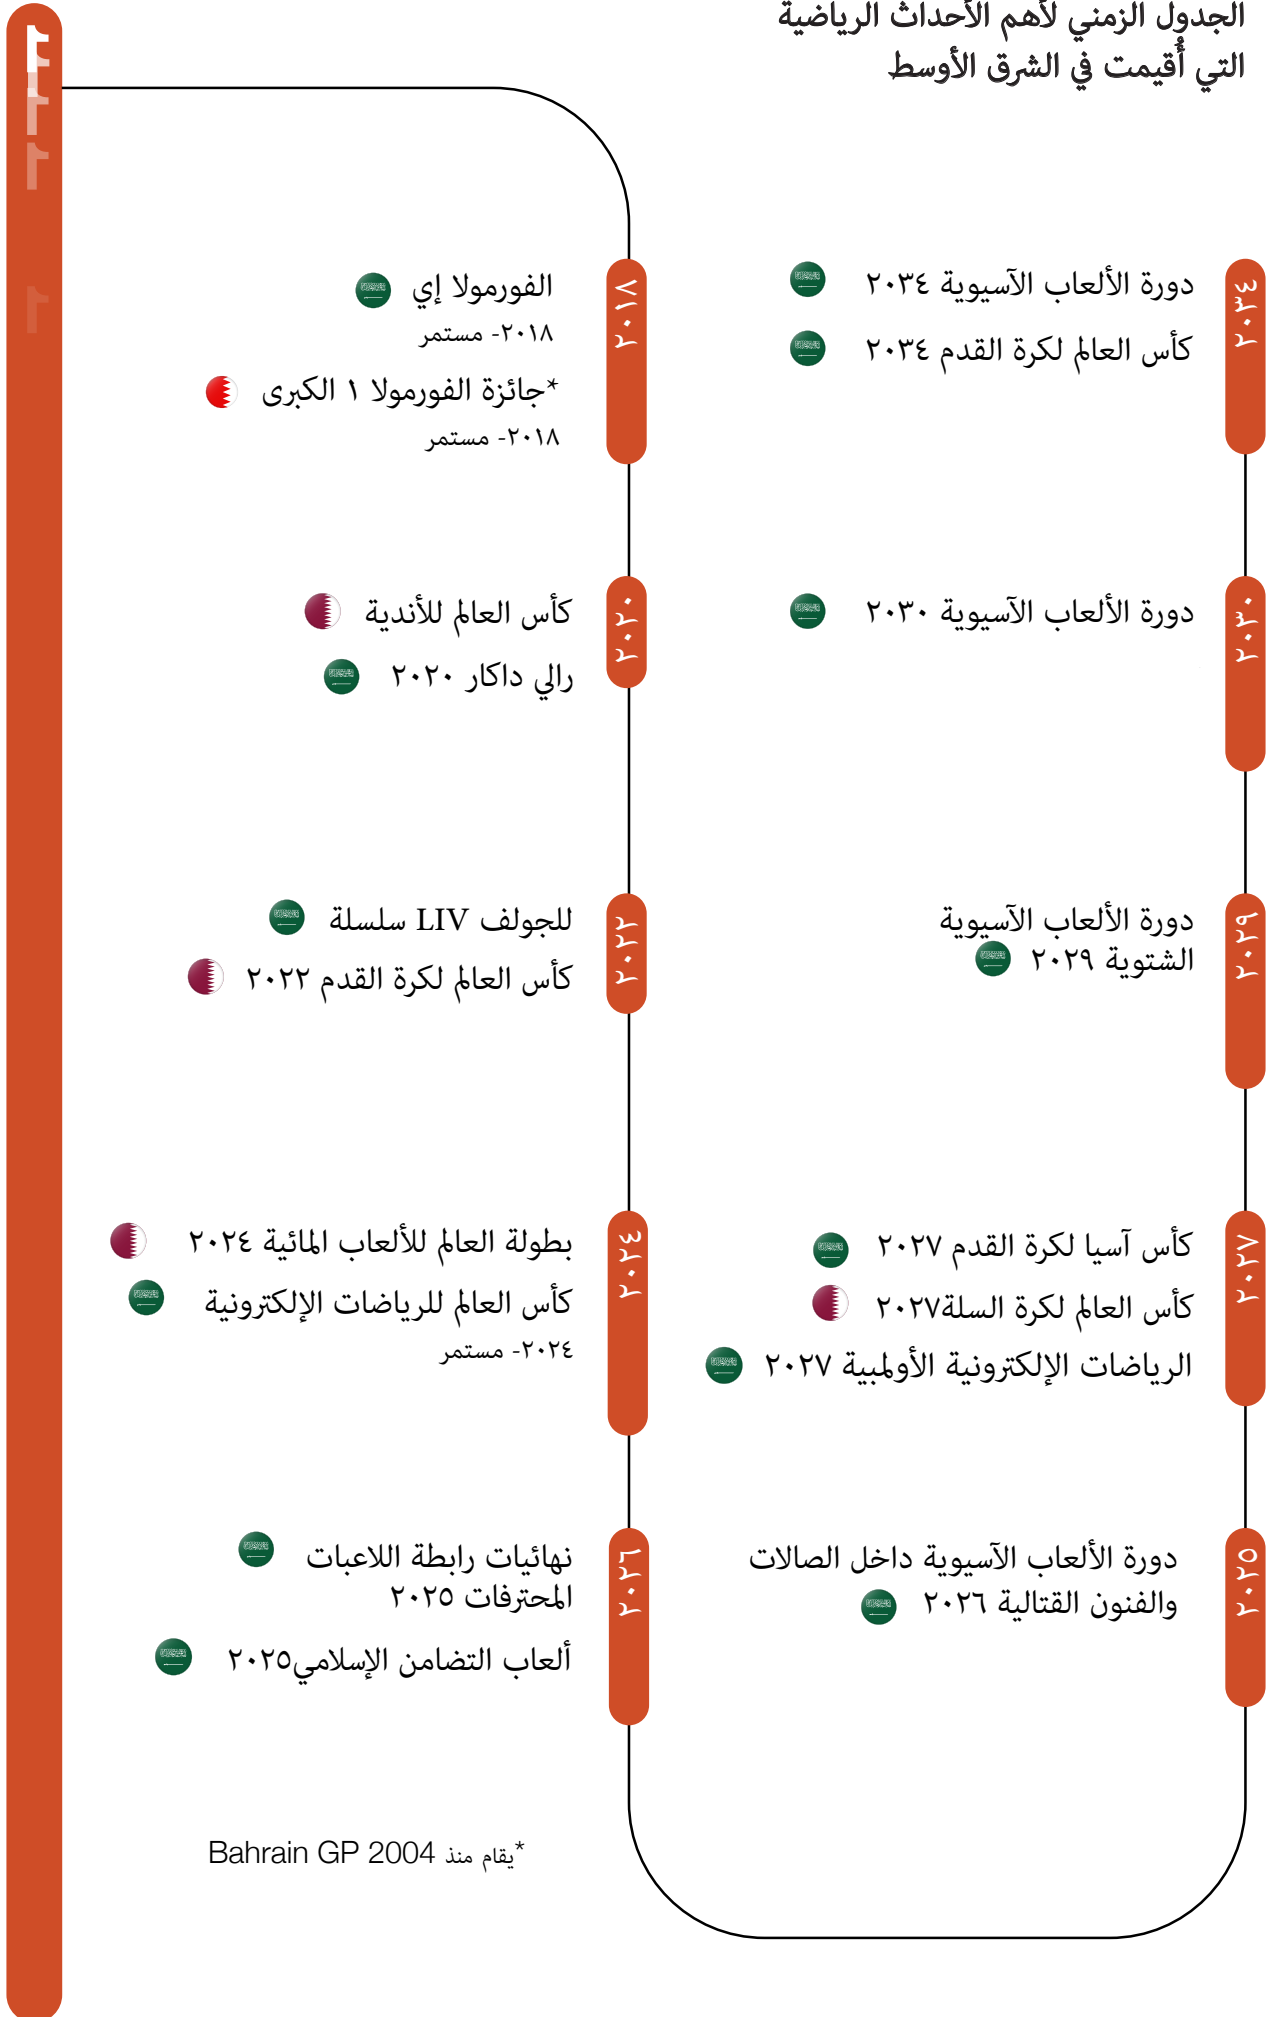 الجدول الزمني لأهم الأحداث الرياضية
التي أُقيمت في الشرق الأوسط
٢٠٣٤
دورة الألعاب الآسيوية ٢٠٣٤
كأس العالم لكرة القدم ٢٠٣٤
٢٠٣٠
دورة الألعاب الآسيوية ٢٠٣٠
٢٠٢٩
دورة الألعاب الآسيوية
الشتوية ٢٠٢٩
٢٠٢٧
كأس آسيا لكرة القدم ٢٠٢٧
كأس العالم لكرة السلة٢٠٢٧
الرياضات الإلكترونية الأولمبية ٢٠٢٧
٢٠٢٥
دورة الألعاب الآسيوية داخل الصالات
والفنون القتالية ٢٠٢٦
٢٠١٧
الفورمولا إي
٢٠١٨- مستمر
*جائزة الفورمولا ١ الكبرى
٢٠١٨- مستمر
٢٠٢٠
كأس العالم للأندية
رالي داكار ٢٠٢٠
٢٠٢٢
للجولف LIV سلسلة
كأس العالم لكرة القدم ٢٠٢٢
٢٠٢٤
بطولة العالم للألعاب المائية ٢٠٢٤
كأس العالم للرياضات الإلكترونية
٢٠٢٤- مستمر
٢٠٢٦
نهائيات رابطة اللاعبات
المحترفات ٢٠٢٥
ألعاب التضامن الإسلامي٢٠٢٥
*يقام منذ Bahrain GP 2004